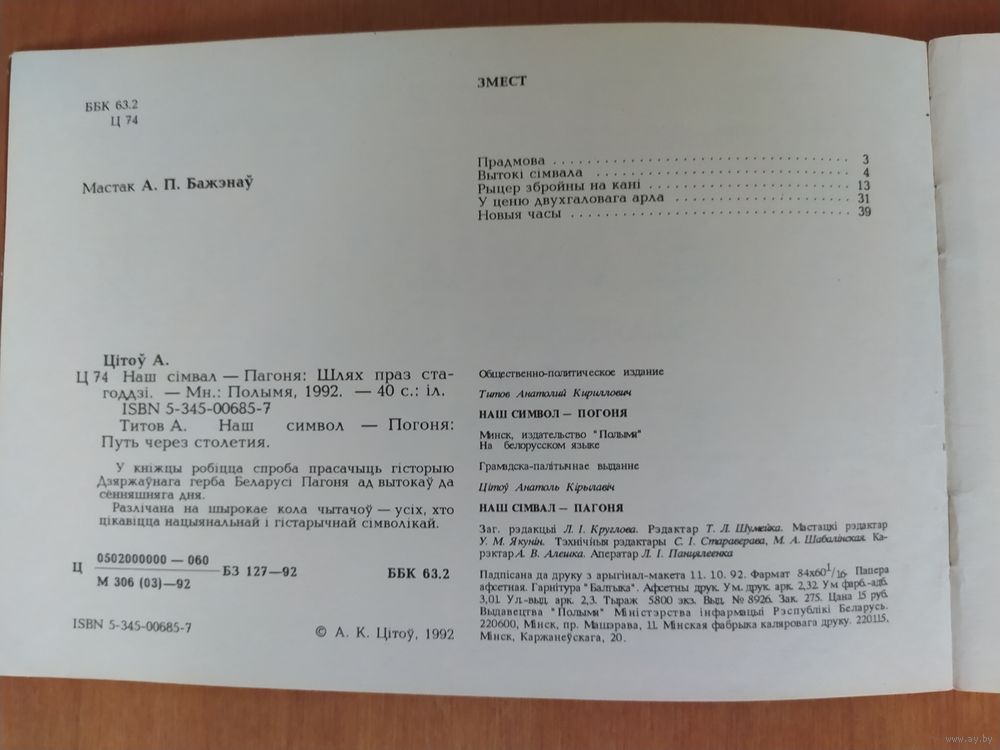 ББК 63.2
Ц 74
Мастак А. П. Бажэнаў
Цітоў А.
Ц 74 Наш сімвал — Пагоня: Шлях праз ста-
годдзі. — Мн.: Полымя, 1992. — 40 с.: іл.
ISBN 5-345-00685-7
Титов А. Наш символ — Погоня:
Путь через столетия.
У кніжцы робіцца спроба прасачыць гісторыю
Дзяржаўнага герба Беларусі Пагоня ад вытокаў да
сённяшняга дня.
Разлічана на шырокае кола чытачоў — усіх, хто
цікавіцца нацыянальнай і гістарычнай сімволікай.
Ц 0502000000 — 060
М 306 (03)—92
БЗ 127—92
ББК 63.2
ISBN 5-345-00685-7
© А. К. Цітоў, 1992
ЗМЕСТ
Прадмова . . . . . . . . . . . . . . . . . . . . . . . . . . . . . . 3
Вытокі сімвала . . . . . . . . . . . . . . . . . . . . . . . . . . 4
Рыцер збройны на кані . . . . . . . . . . . . . . . . . . . . . 13
У ценю двухгаловага арла . . . . . . . . . . . . . . . . . . 31
Новыя часы . . . . . . . . . . . . . . . . . . . . . . . . . . . . 39
Общественно-политическое издание
Титов Анатолий Кириллович
НАШ СИМВОЛ — ПОГОНЯ
Минск, издательство "Полымя"
На белорусском языке
Грамадска-палітычнае выданне
Цітоў Анатоль Кірылавіч
НАШ СІМВАЛ — ПАГОНЯ
Заг. рэдакцыі Л. І. Круглова. Рэдактар Т. Л. Шумейка. Мастацкі рэдактар
У. М. Якунін. Тэхнічныя рэдактары С. І. Стараверава, М. А. Шабалінская. Ка-
рэктар А. В. Алешка. Аператар Л. І. Панцялеенка
Падпісана да друку з арыгінал-макета 11. 10. 92. Фармат 84х60 1/16. Папера
афсетная. Гарнітура "Балтыка". Афсетны друк. Ум. друк. арк. 2,32. Ум фарб.-адб.
3,01. Ул.-выд. арк. 2,3. Тыраж 5800 экз. Выд. № 8926. Зак. 275. Цана 15 руб.
Выдавецтва "Полымя" Міністэрства інфармацыі Рэспублікі Беларусь.
220600, Мінск, пр. Машэрава, 11. Мінская фабрыка каляровага друку. 220115,
Мінск, Каржанеўскага, 20.
www.ay.by